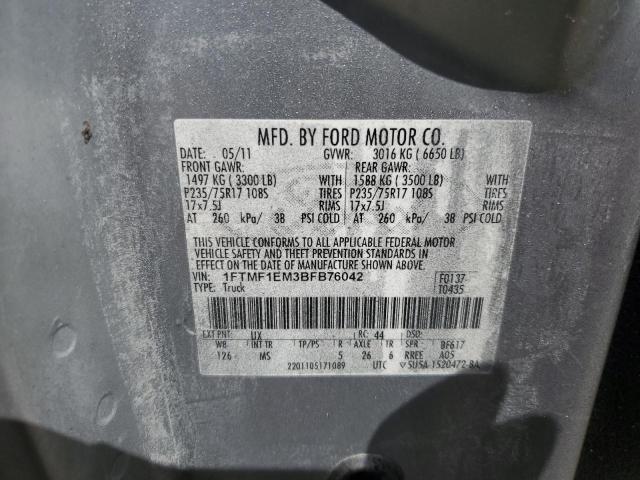 MFD. BY FORD MOTOR CO.
DATE: 05/11 GVWR: 3016 KG ( 6650 LB)
FRONT GAWR: REAR GAWR:
1497 KG ( 3300 LB) WITH 1588 KG ( 3500 LB) WITH
P235/75R17 108S TIRES P235/75R17 108S TIRES
17x7.5J RIMS 17x7.5J RIMS
AT 260 kPa/ 38 PSI COLD AT 260 kPa/ 38 PSI COLD
THIS VEHICLE CONFORMS TO ALL APPLICABLE FEDERAL MOTOR
VEHICLE SAFETY AND THEFT PREVENTION STANDARDS IN
EFFECT ON THE DATE OF MANUFACTURE SHOWN ABOVE.
VIN: 1FTMF1EM3BFB76042 F0137
TYPE: Truck T0435
EXT PNT: UX RC: 44 DSO:
WB INT TR TP/PS R AXLE TR SPR BF617
126 MS 5 26 6 RREE A05
2201105171089 UTC SUSA-1520472-BA